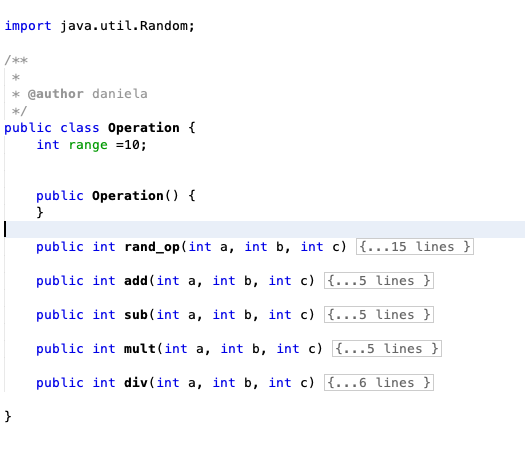 import java.util.Random;
/**
*
* @author daniela
*/
public class Operation {
int range =10;
public Operation() {
}
public int rand_op(int a, int b, int c) {...15 lines }
public int add(int a, int b, int c) {...5 lines }
public int sub(int a, int b, int c) {...5 lines }
public int mult(int a, int b, int c) {...5 lines }
public int div(int a, int b, int c) {...6 lines }
}